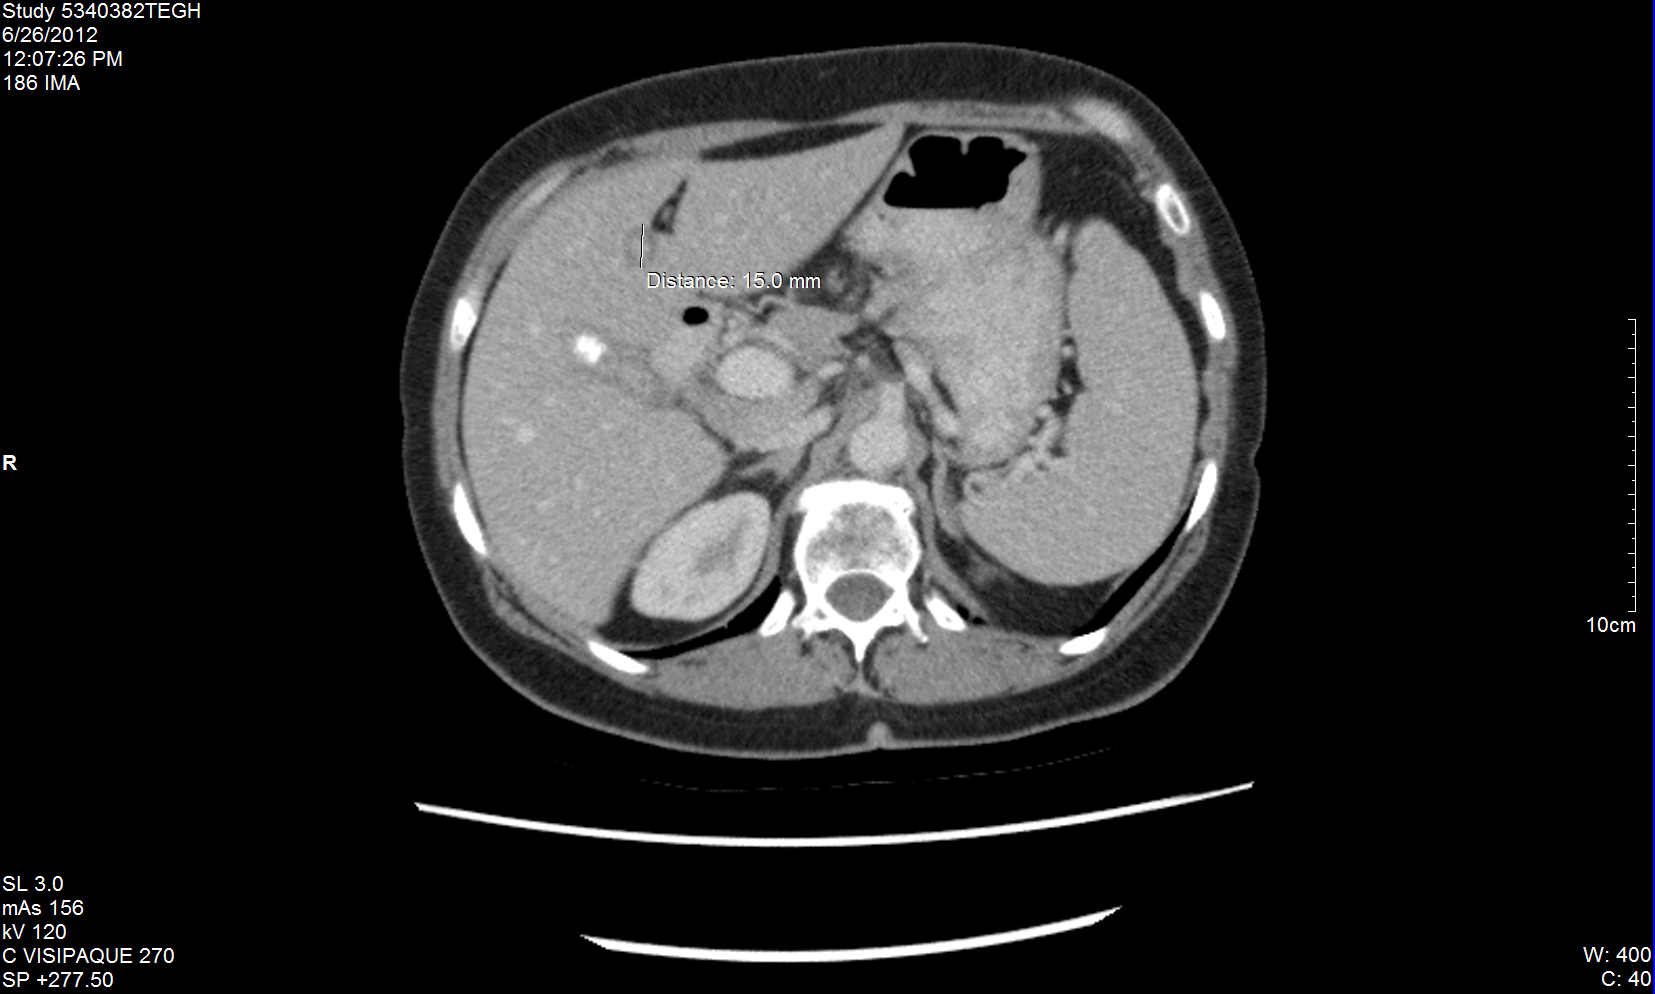 Study 5340382TEGH
6/26/2012
12:07:26 PM
186 IMA
Distance: 15.0 mm
R
10cm
SL 3.0
mAs 156
kV 120
C VISIPAQUE 270
SP +277.50
W: 400
C: 40